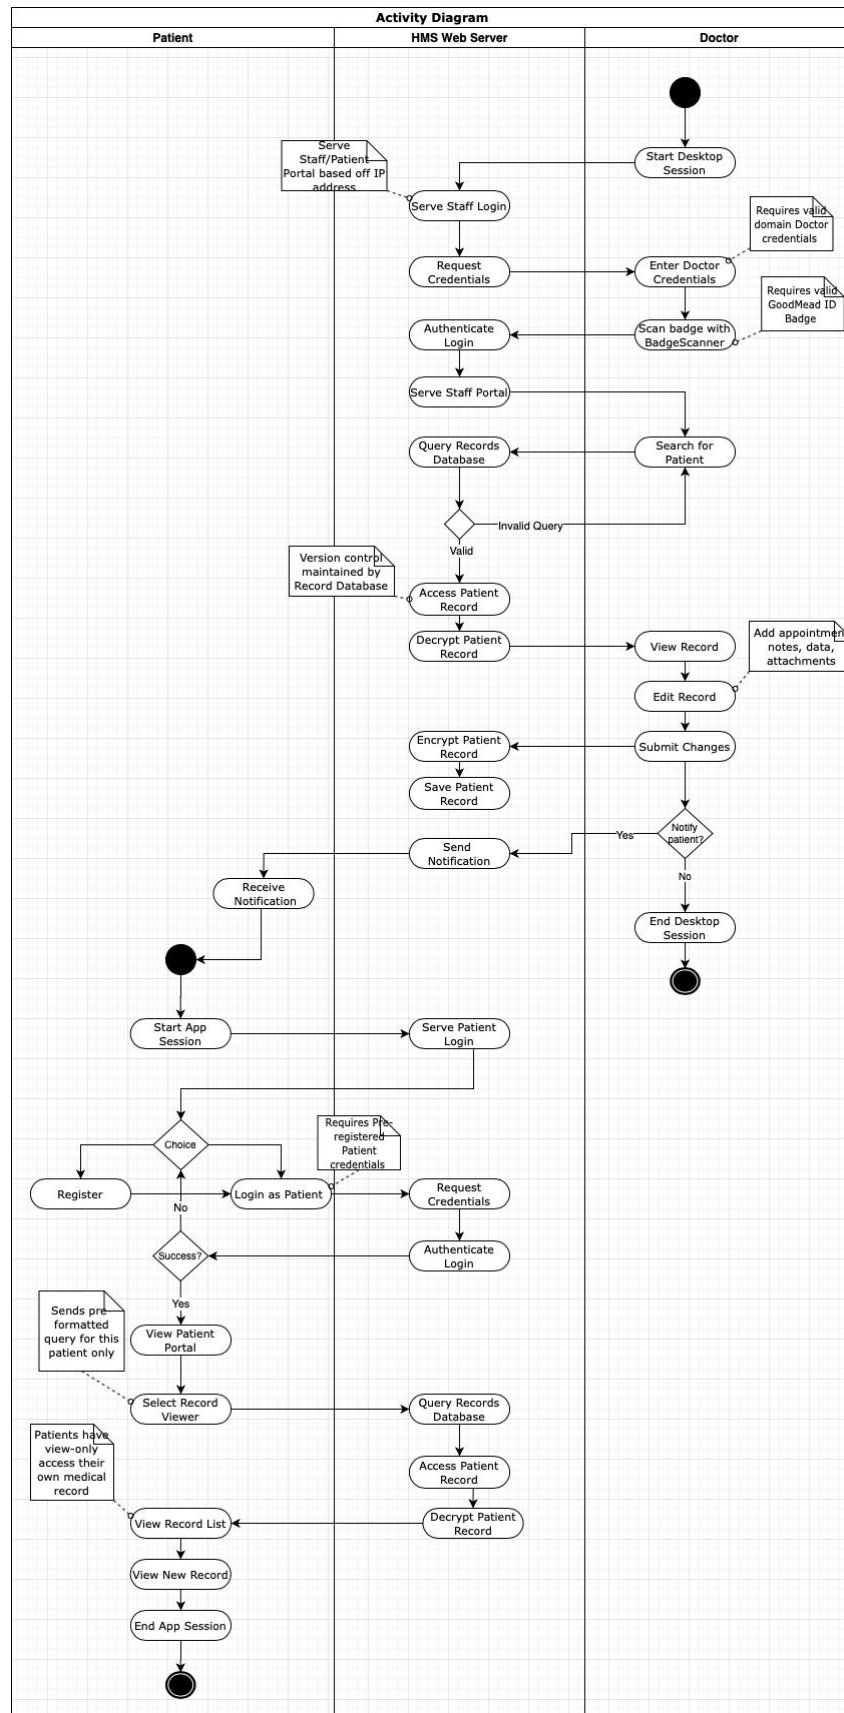 Activity Diagram
Patient
HMS Web Server
Doctor
Start Desktop
Session
Serve
Staff/Patient
Portal based off IP
address
Serve Staff Login
Requires valid
domain Doctor
credentials
Request
Credentials
Enter Doctor
Credentials
Requires valid
GoodMead ID
Badge
Authenticate
Login
Scan badge with
BadgeScanner
Serve Staff Portal
Query Records
Database
Search for
Patient
Invalid Query
Valid
Version control
maintained by
Record Database
Access Patient
Record
Decrypt Patient
Record
View Record
Add appointmen
notes, data,
attachments
Edit Record
Encrypt Patient
Record
Submit Changes
Save Patient
Record
Notify
patient?
Yes
Send
Notification
No
Receive
Notification
End Desktop
Session
Start App
Session
Serve Patient
Login
Choice
Requires Pre-
registered
Patient
credentials
Register
Login as Patient
Request
Credentials
No
Success?
Authenticate
Login
Yes
Sends pre
formatted
query for this
patient only
View Patient
Portal
Select Record
Viewer
Query Records
Database
Patients have
view-only
access their
own medical
record
Access Patient
Record
View Record List
Decrypt Patient
Record
View New Record
End App Session